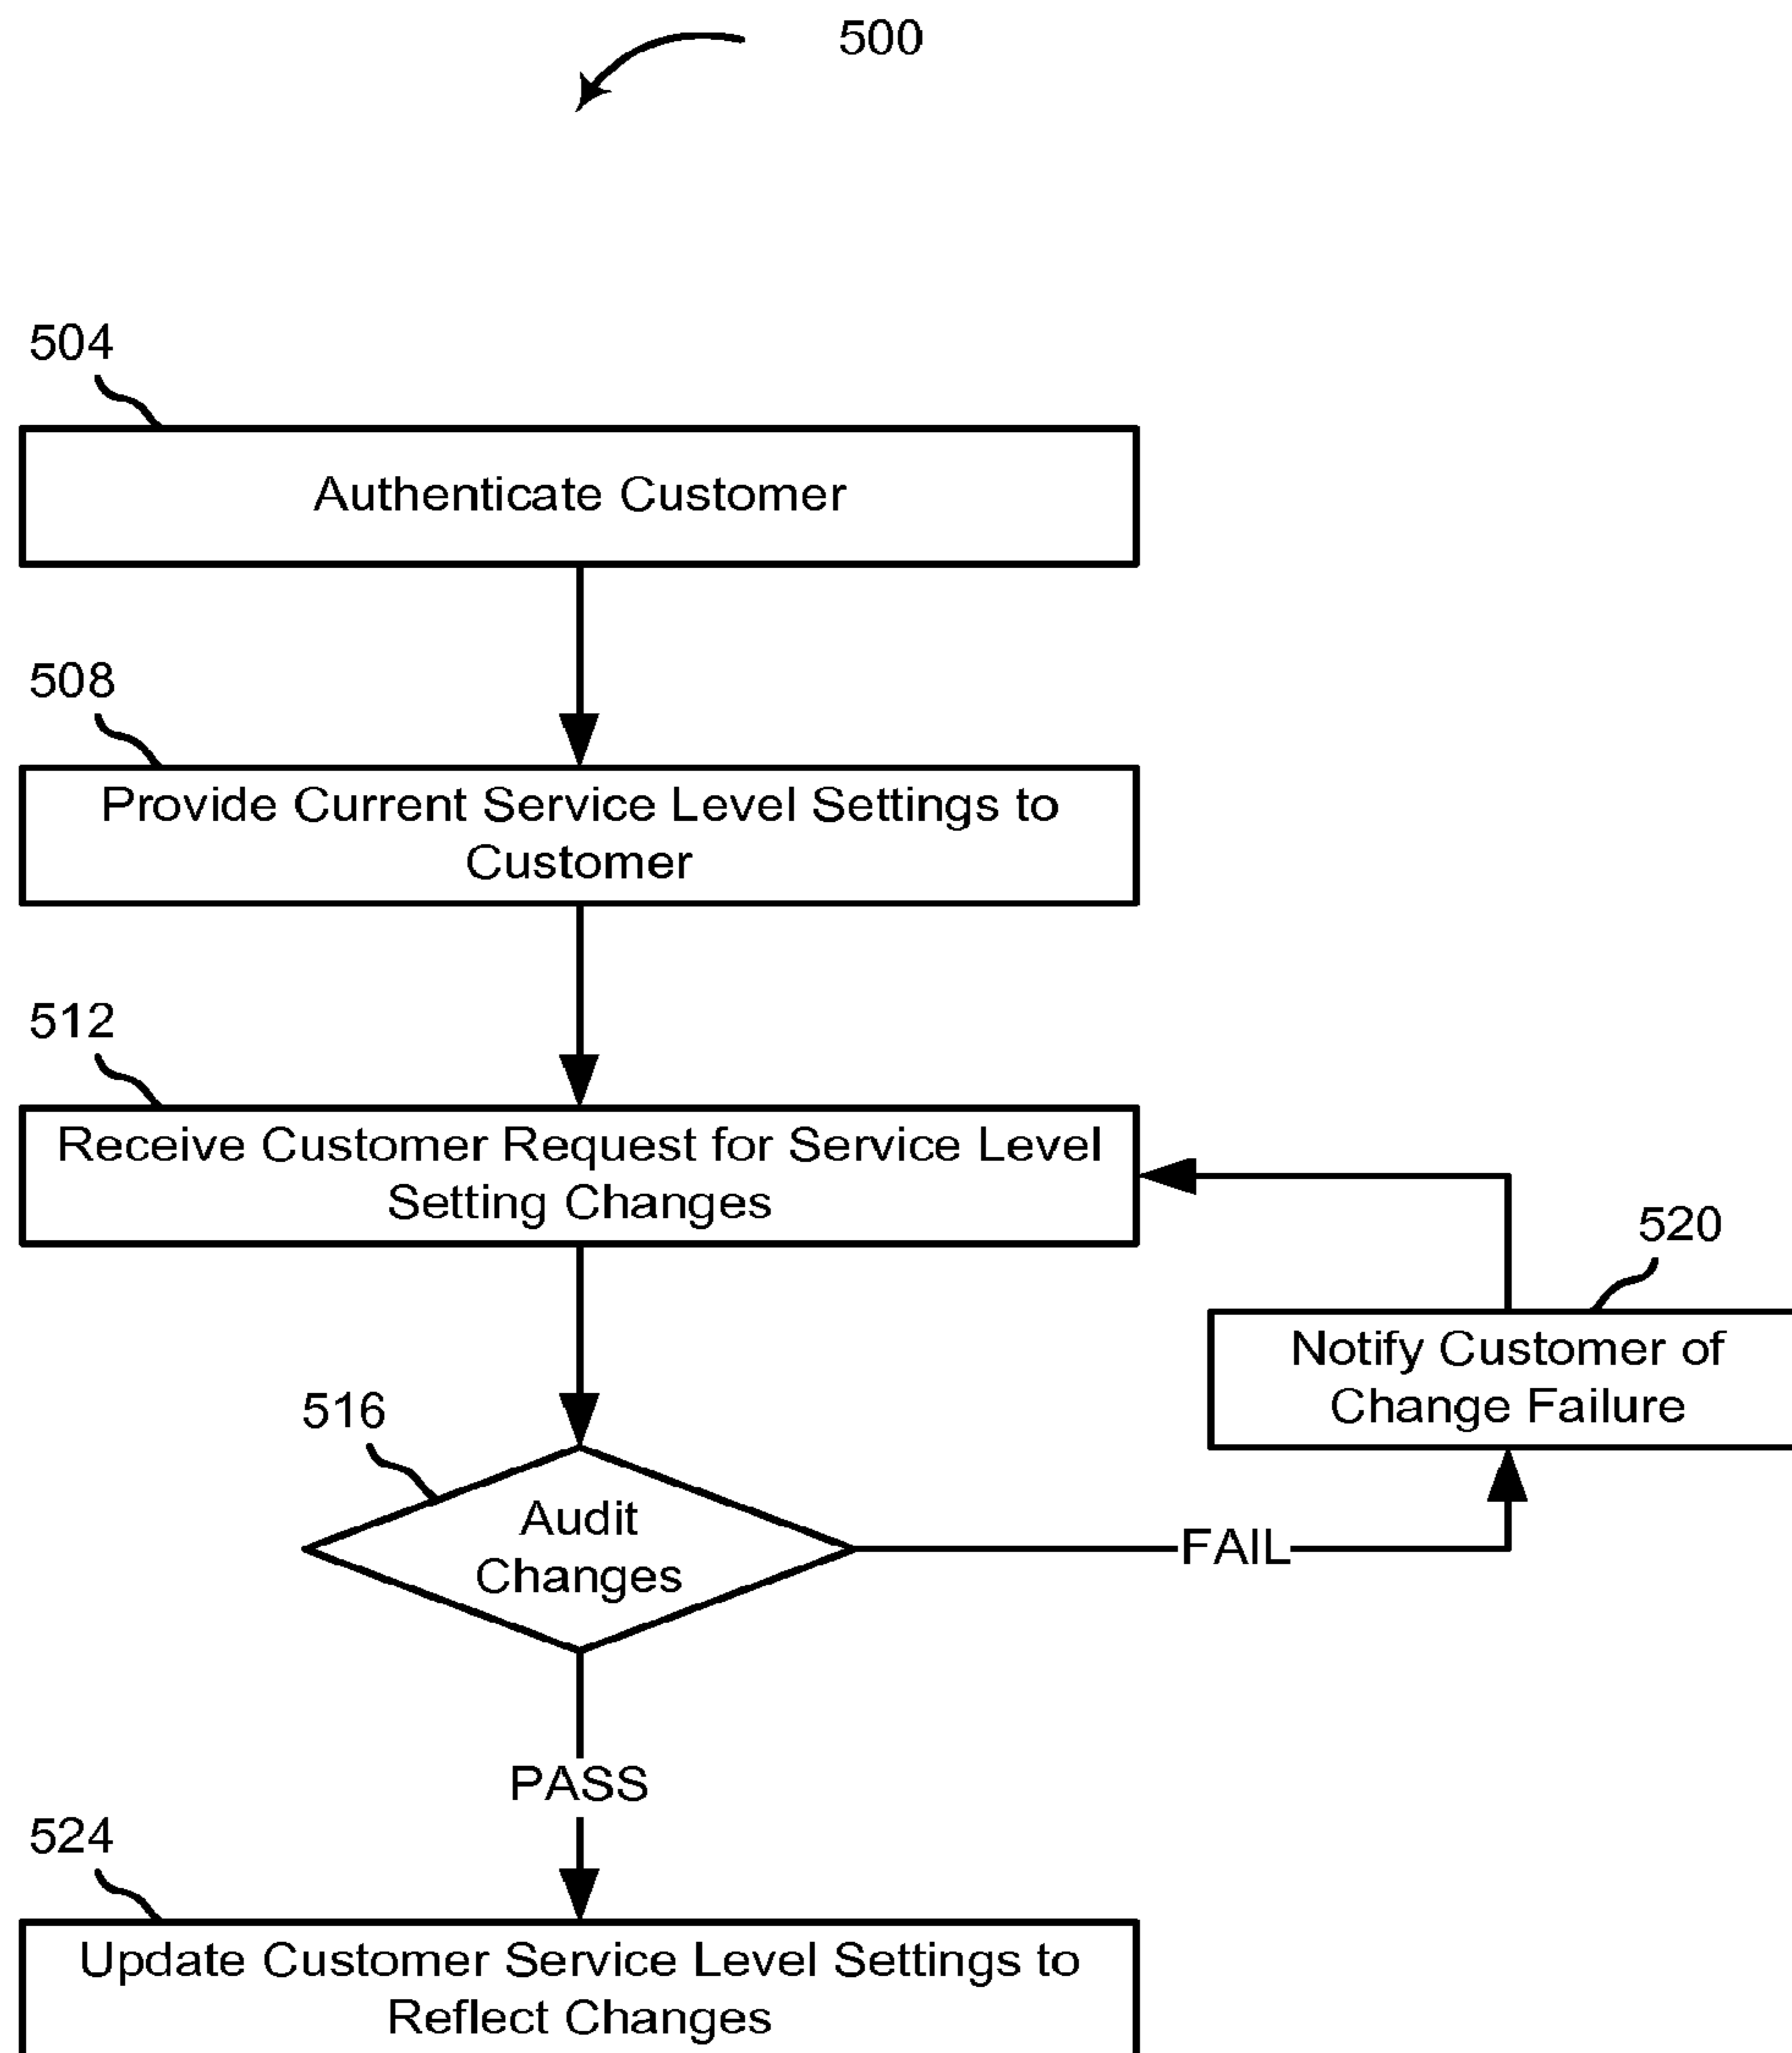 500
504
Authenticate Customer
508
Provide Current Service Level Settings to
Customer
512
Receive Customer Request for Service Level
Setting Changes
520
Notify Customer of
Change Failure
516
Audit
Changes
FAIL
PASS
524
Update Customer Service Level Settings to
Reflect Changes